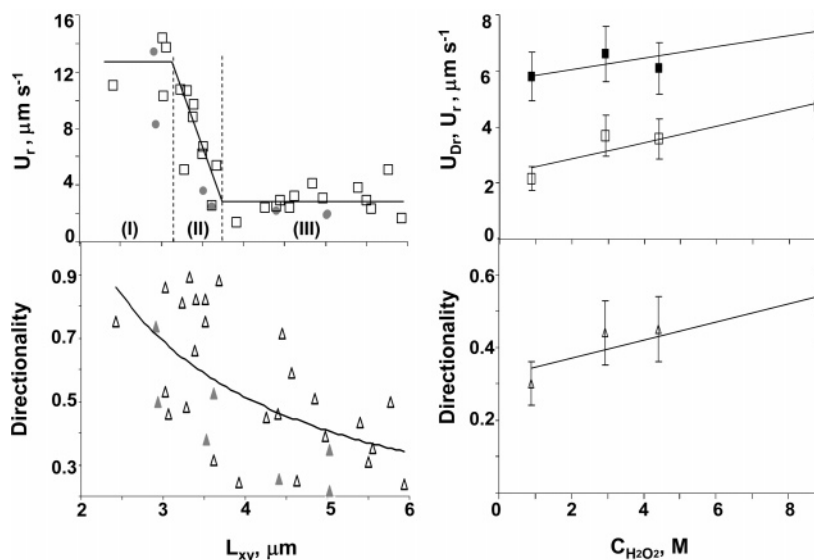 16
12
8
4
0
U_r, μm s⁻¹
(I) (II) (III)
0.9
0.7
0.5
0.3
Directionality
2 3 4 5 6
L_xy, μm
8
6
4
2
0
U_Dr, U_r, μm s⁻¹
0.6
0.4
0.2
Directionality
0 2 4 6 8
C_H₂O₂, M